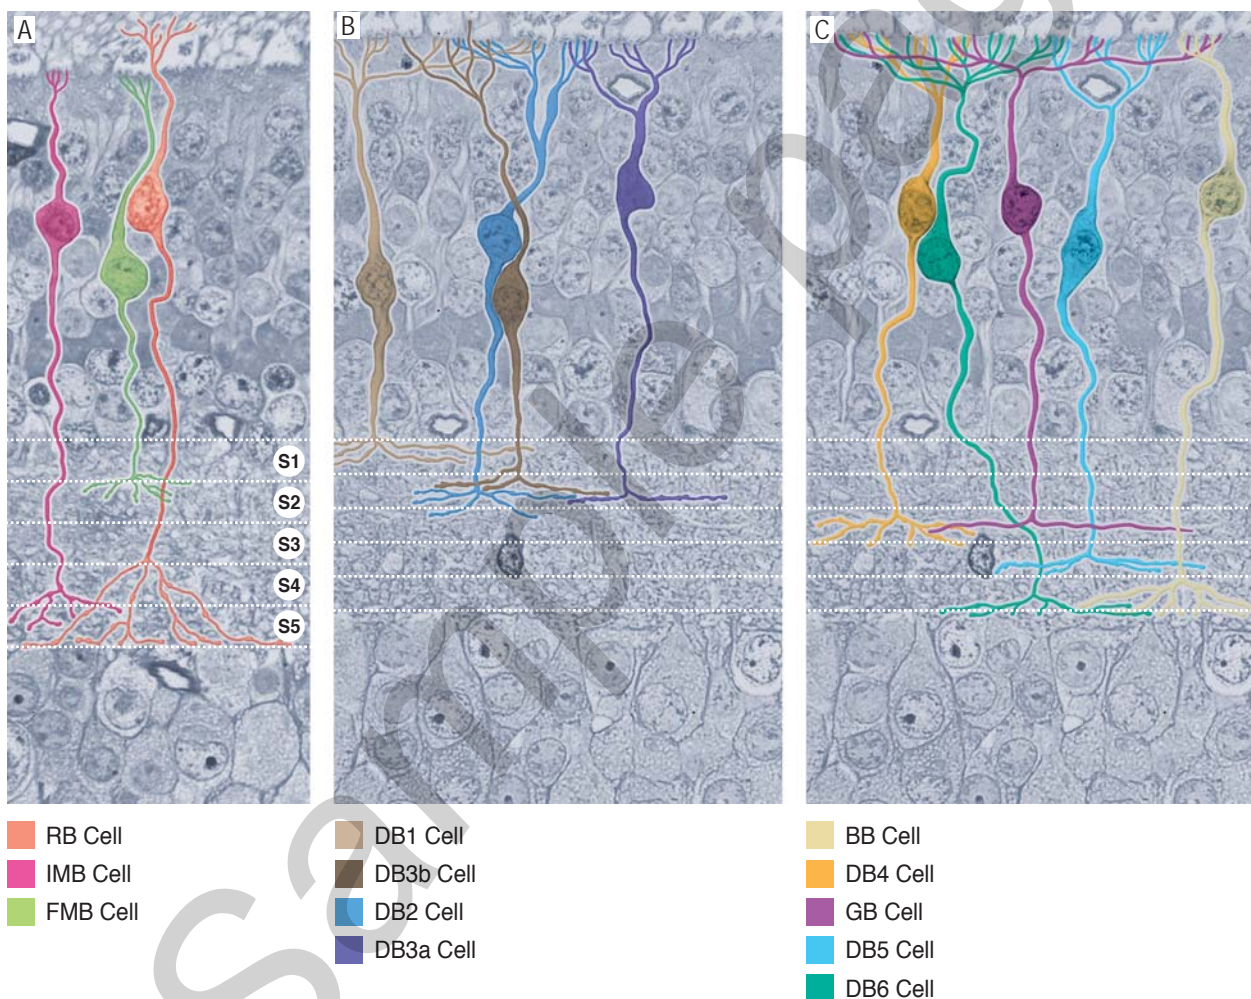 A
B
C
S1
S2
S3
S4
S5
RB Cell
IMB Cell
FMB Cell
DB1 Cell
DB3b Cell
DB2 Cell
DB3a Cell
BB Cell
DB4 Cell
GB Cell
DB5 Cell
DB6 Cell
Sample